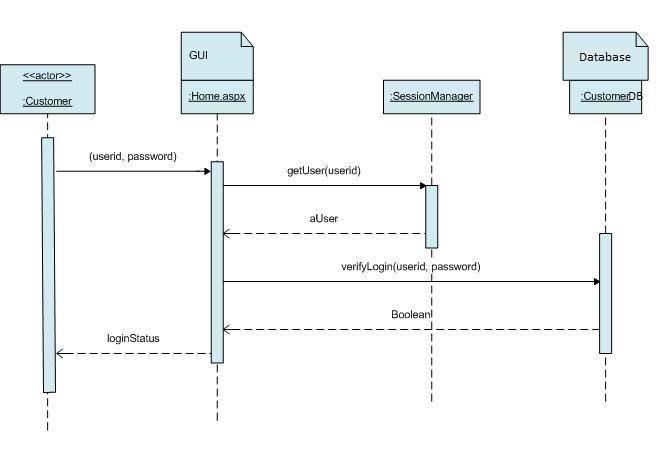 GUI
Database
<<actor>>
:Customer
:Home.aspx
:SessionManager
:CustomerDB
(userid, password)
getUser(userid)
aUser
verifyLogin(userid, password)
Boolean
loginStatus